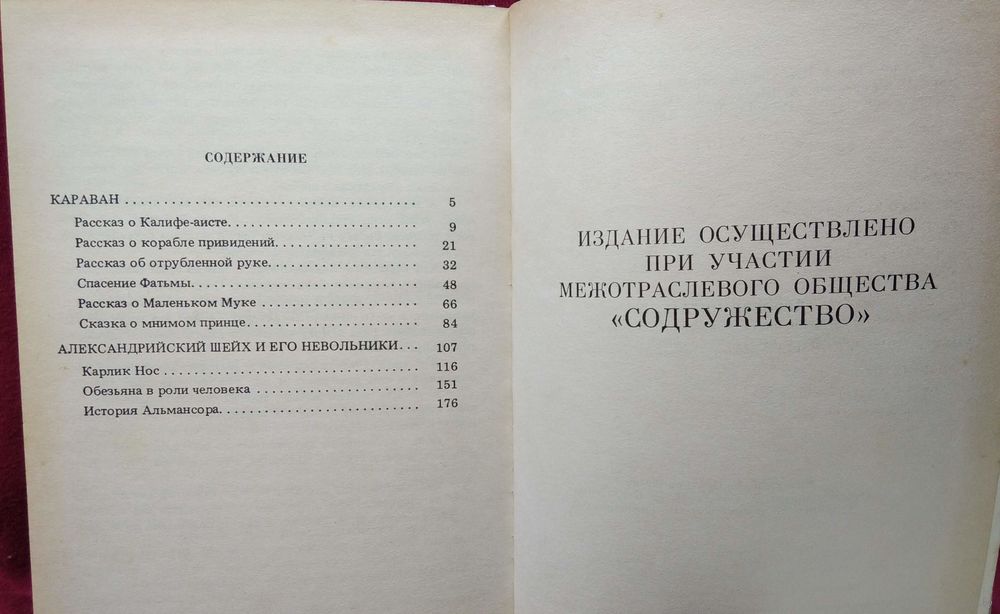 СОДЕРЖАНИЕ
КАРАВАН . . . . . . . . . . . . . . . . . . . . . . . . . . . . . . . . . . . . . 5
Рассказ о Калифе-аисте. . . . . . . . . . . . . . . . . . . . . . . . 9
Рассказ о корабле привидений. . . . . . . . . . . . . . . . . . 21
Рассказ об отрубленной руке. . . . . . . . . . . . . . . . . . . 32
Спасение Фатьмы. . . . . . . . . . . . . . . . . . . . . . . . . . . . 48
Рассказ о Маленьком Муке . . . . . . . . . . . . . . . . . . . . 66
Сказка о мнимом принце. . . . . . . . . . . . . . . . . . . . . . 84
АЛЕКСАНДРИЙСКИЙ ШЕЙХ И ЕГО НЕВОЛЬНИКИ. . . 107
Карлик Нос . . . . . . . . . . . . . . . . . . . . . . . . . . . . . . . . 116
Обезьяна в роли человека . . . . . . . . . . . . . . . . . . . . 151
История Альмансора. . . . . . . . . . . . . . . . . . . . . . . . . 176
ИЗДАНИЕ ОСУЩЕСТВЛЕНО
ПРИ УЧАСТИИ
МЕЖОТРАСЛЕВОГО ОБЩЕСТВА
«СОДРУЖЕСТВО»